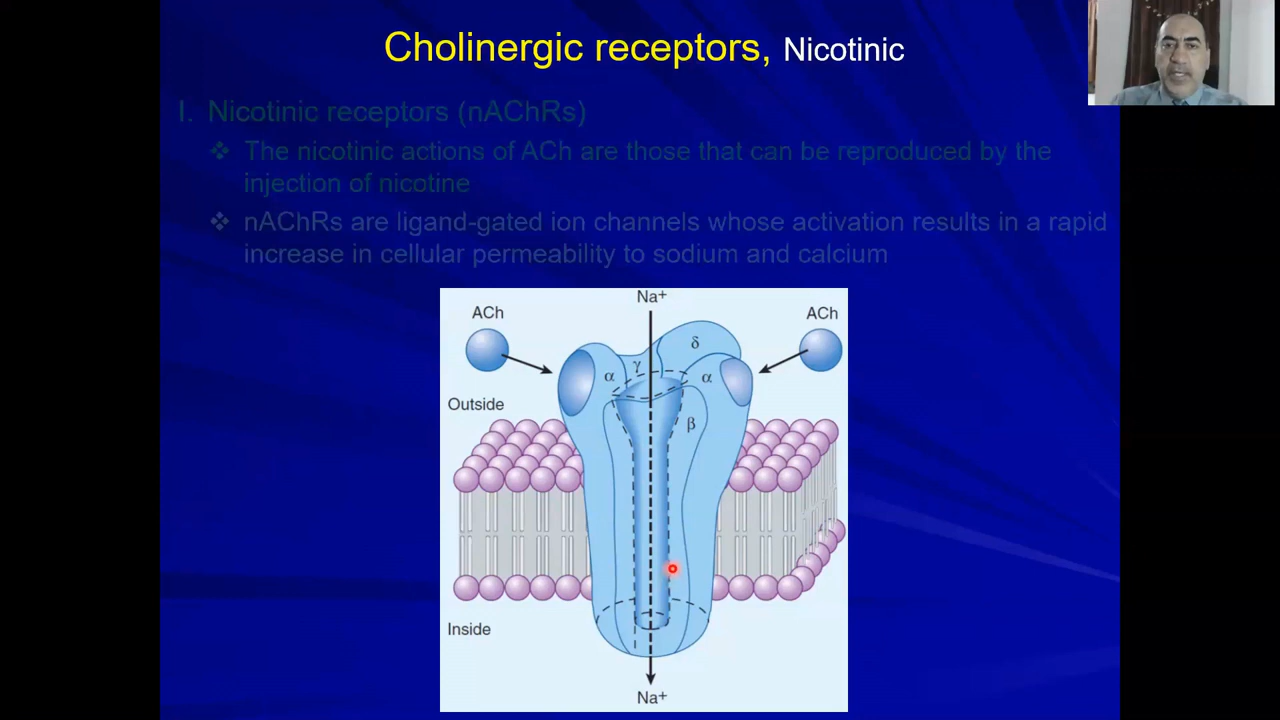 Cholinergic receptors, Nicotinic
I. Nicotinic receptors (nAChRs)
❖ The nicotinic actions of ACh are those that can be reproduced by the
injection of nicotine
❖ nAChRs are ligand-gated ion channels whose activation results in a rapid
increase in cellular permeability to sodium and calcium
Na+
ACh
ACh
δ
γ
α
α
Outside
β
Inside
Na+